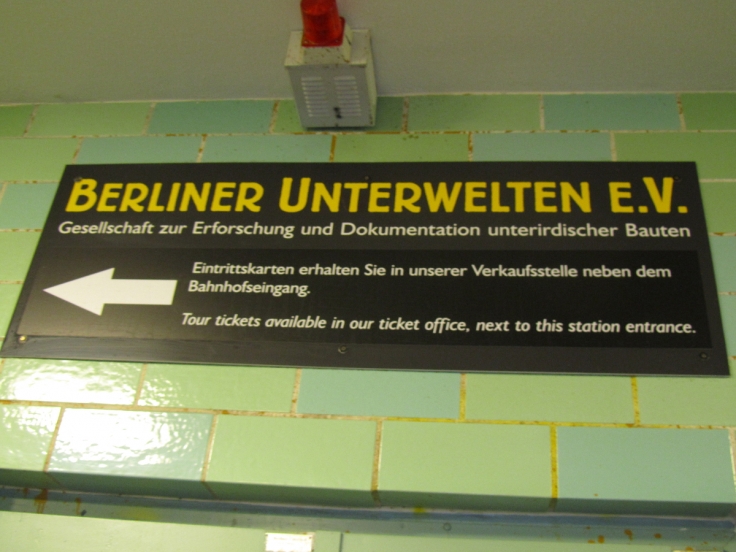 BERLINER UNTERWELTEN E.V.
Gesellschaft zur Erforschung und Dokumentation unterirdischer Bauten
Eintrittskarten erhalten Sie in unserer Verkaufsstelle neben dem
Bahnhofseingang.
Tour tickets available in our ticket office, next to this station entrance.